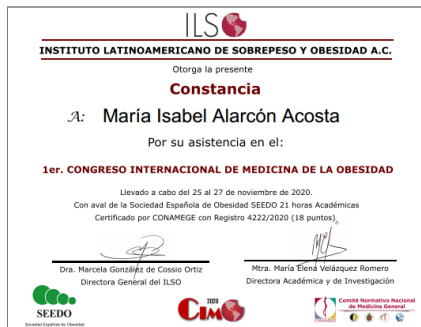 ILSO
INSTITUTO LATINOAMERICANO DE SOBREPESO Y OBESIDAD A.C.
Otorga la presente
Constancia
A: María Isabel Alarcón Acosta
Por su asistencia en el:
1er. CONGRESO INTERNACIONAL DE MEDICINA DE LA OBESIDAD
Llevado a cabo del 25 al 27 de noviembre de 2020.
Con aval de la Sociedad Española de Obesidad SEEDO 21 horas Académicas
Certificado por CONAMEGE con Registro 4222/2020 (18 puntos)
Dra. Marcela González de Cossio Ortiz
Directora General del ILSO
Mtra. María Elena Velázquez Romero
Directora Académica y de Investigación
SEEDO
Sociedad Española de Obesidad
2020
CIMO
Comité Normativo Nacional
de Medicina General